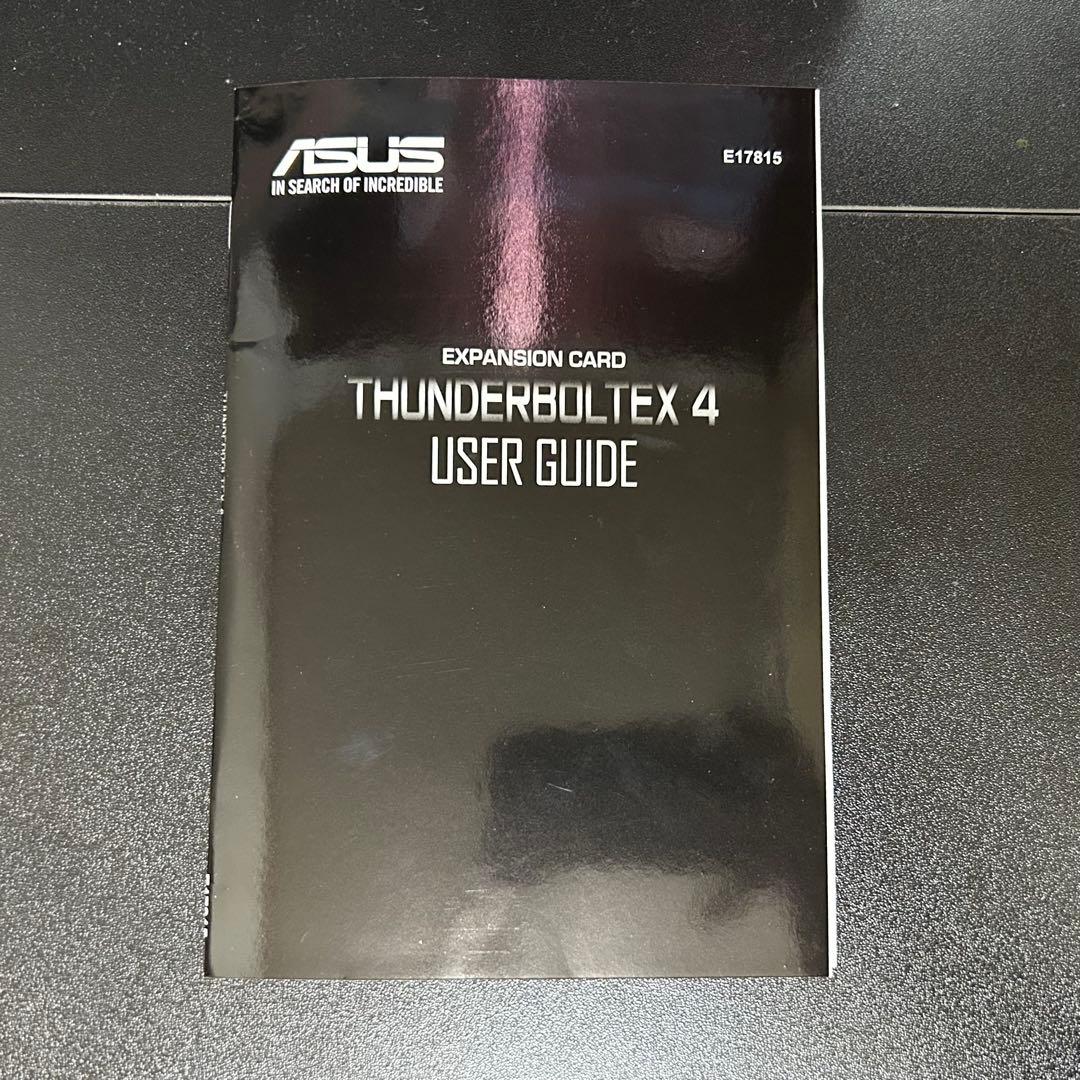 ASUS
IN SEARCH OF INCREDIBLE
E17815
EXPANSION CARD
THUNDERBOLTEX 4
USER GUIDE